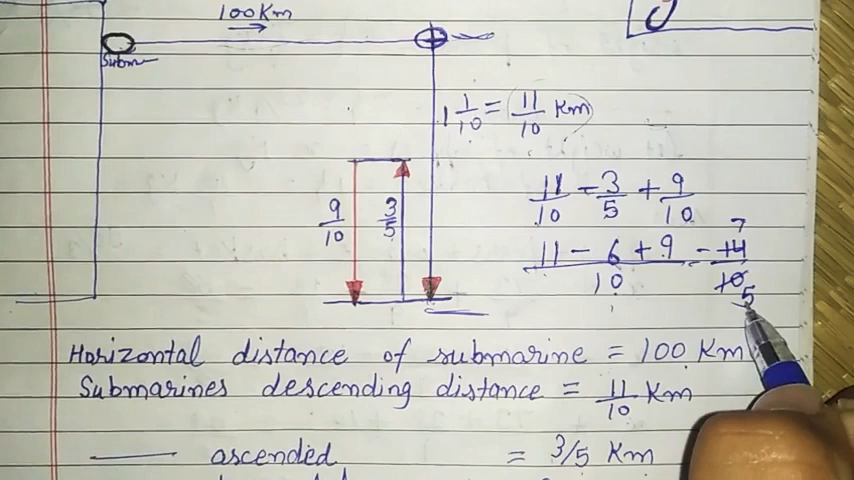 100 Km
Subm
1 1/10 = 11/10 Km
9/10
3/5
11/10 - 3/5 + 9/10
11 - 6 + 9 / 10 - 14/10
7
5
Horizontal distance of submarine = 100 Km
Submarines descending distance = 11/10 Km
ascended = 3/5 Km